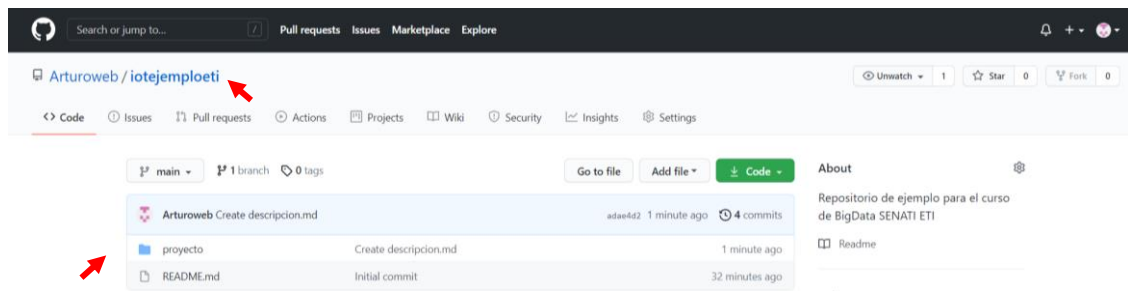 Search or jump to... / Pull requests Issues Marketplace Explore
Arturoweb / iotejemploeti Unwatch 1 Star 0 Fork 0
<> Code Issues Pull requests Actions Projects Wiki Security Insights Settings
main 1 branch 0 tags Go to file Add file Code
About
Arturoweb Create descripcion.md adae4d2 1 minute ago 4 commits
Repositorio de ejemplo para el curso
de BigData SENATI ETI
proyecto Create descripcion.md 1 minute ago
Readme
README.md Initial commit 32 minutes ago